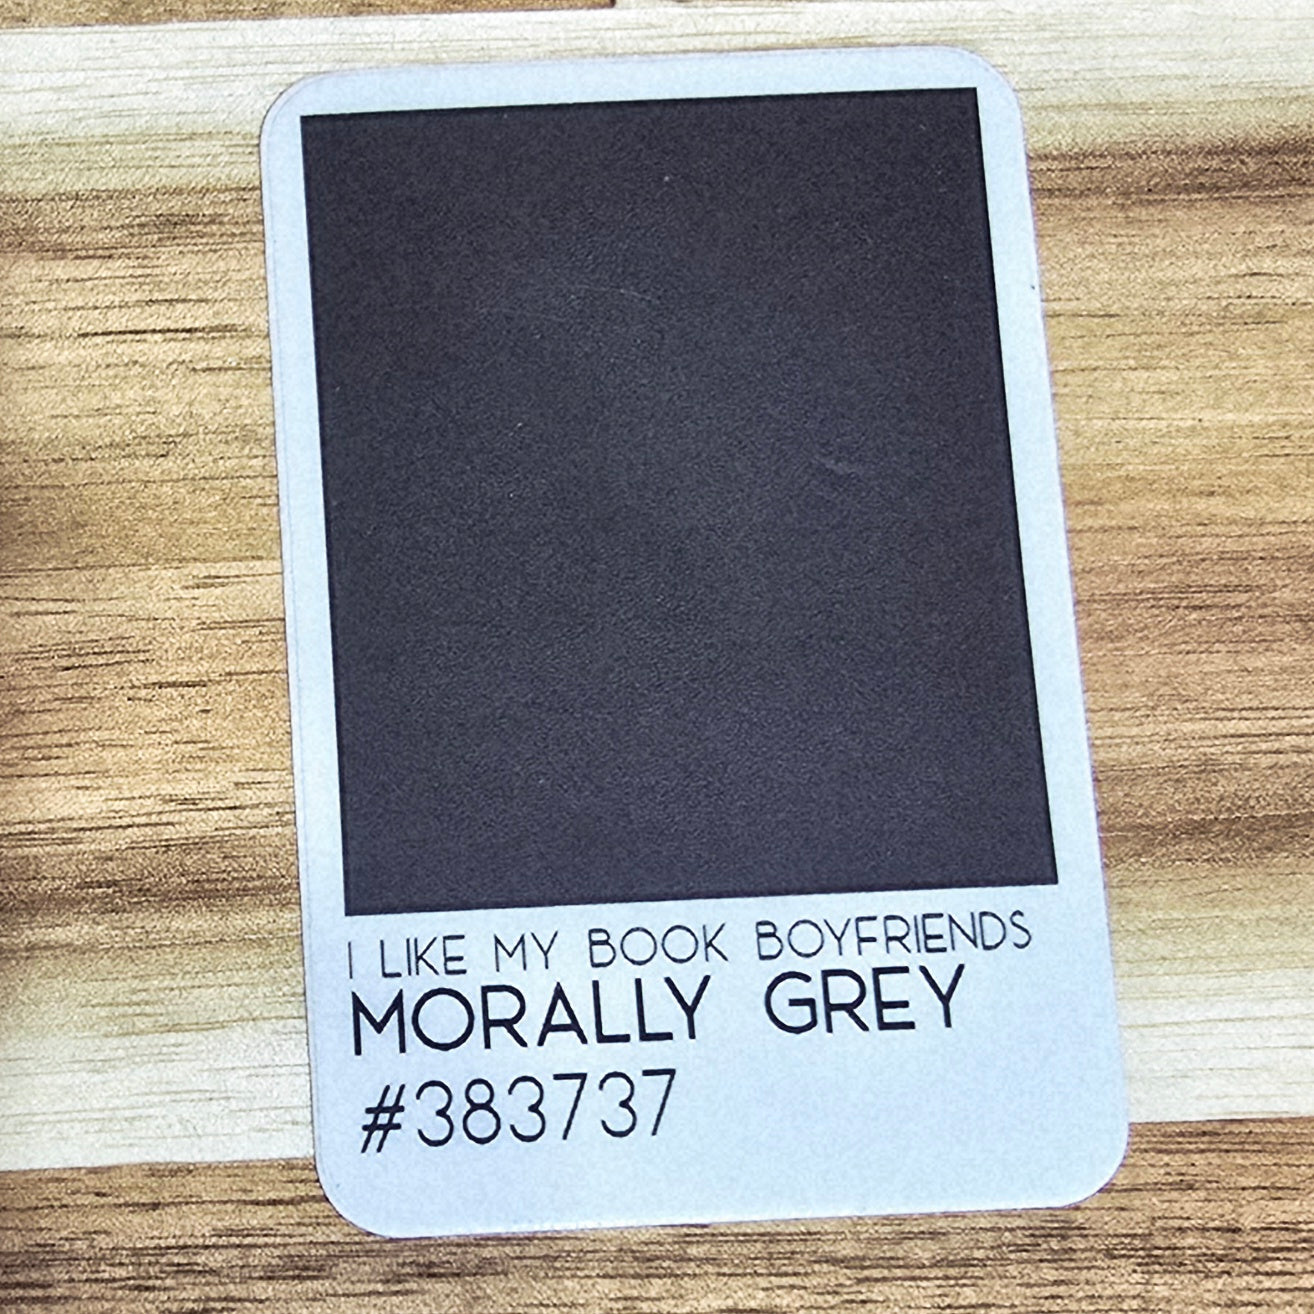 I LIKE MY BOOK BOYFRIENDS
MORALLY GREY
#383737